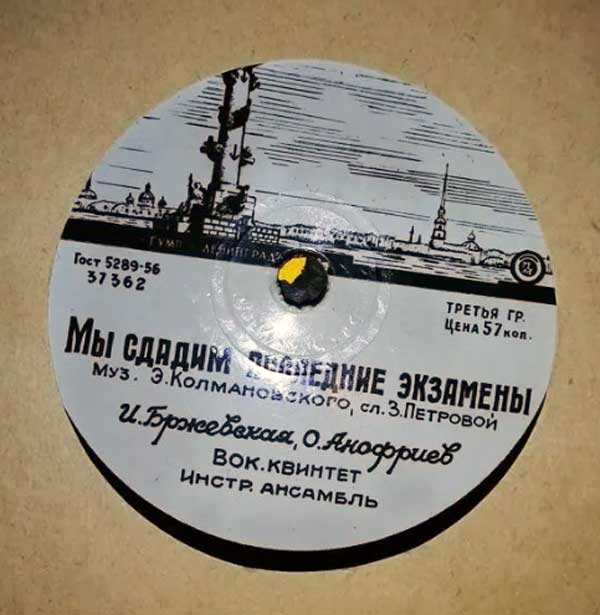 ГУМП ЛЕНИНГРАД
Гост 5289-56
37362
ТРЕТЬЯ ГР.
ЦЕНА 57 коп.
Мы сдадим последние экзамены
муз. Э.Колмановского, сл.З.Петровой
И.Бржевская, О.Анофриев
Вок.квинтет
Инстр. ансамбль